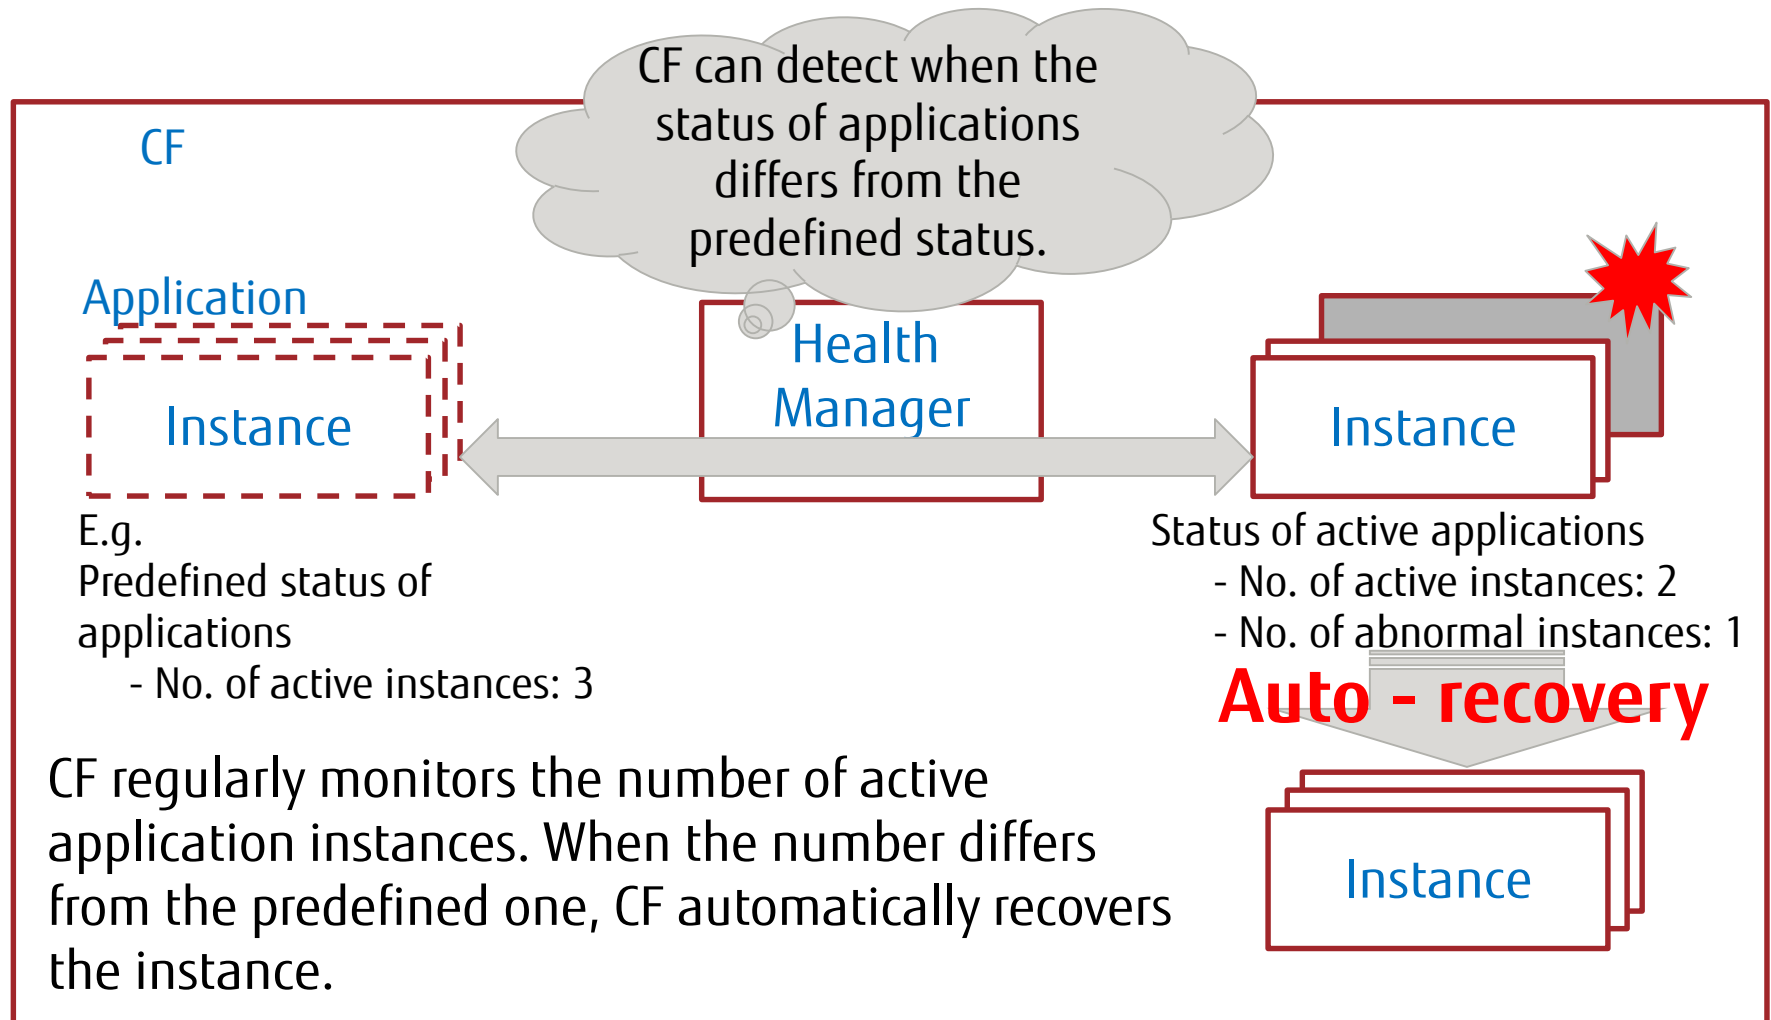 CF can detect when the
status of applications
differs from the
predefined status.
CF
Application
Instance
Health
Manager
Instance
E.g.
Predefined status of
applications
- No. of active instances: 3
Status of active applications
- No. of active instances: 2
- No. of abnormal instances: 1
Auto - recovery
CF regularly monitors the number of active
application instances. When the number differs
from the predefined one, CF automatically recovers
the instance.
Instance